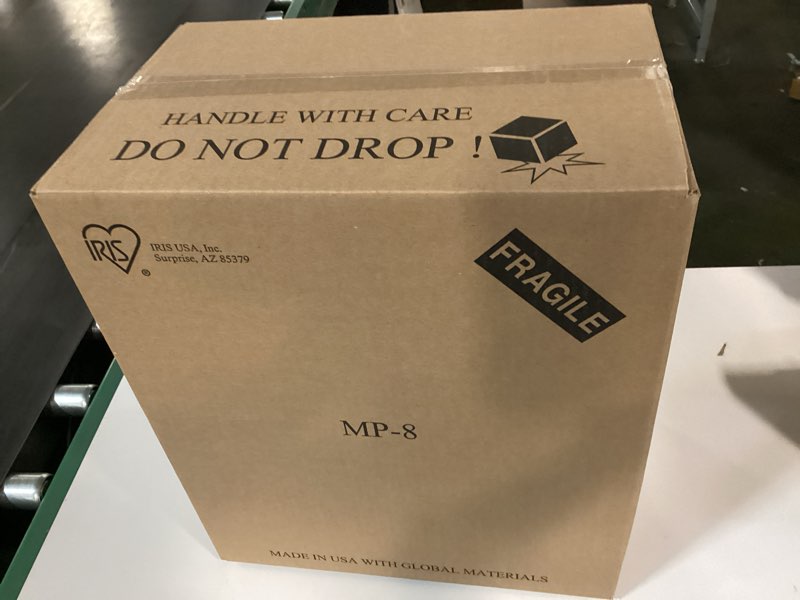 HANDLE WITH CARE
DO NOT DROP !
IRIS
®
IRIS USA, Inc.
Surprise, AZ 85379
FRAGILE
MP-8
MADE IN USA WITH GLOBAL MATERIALS